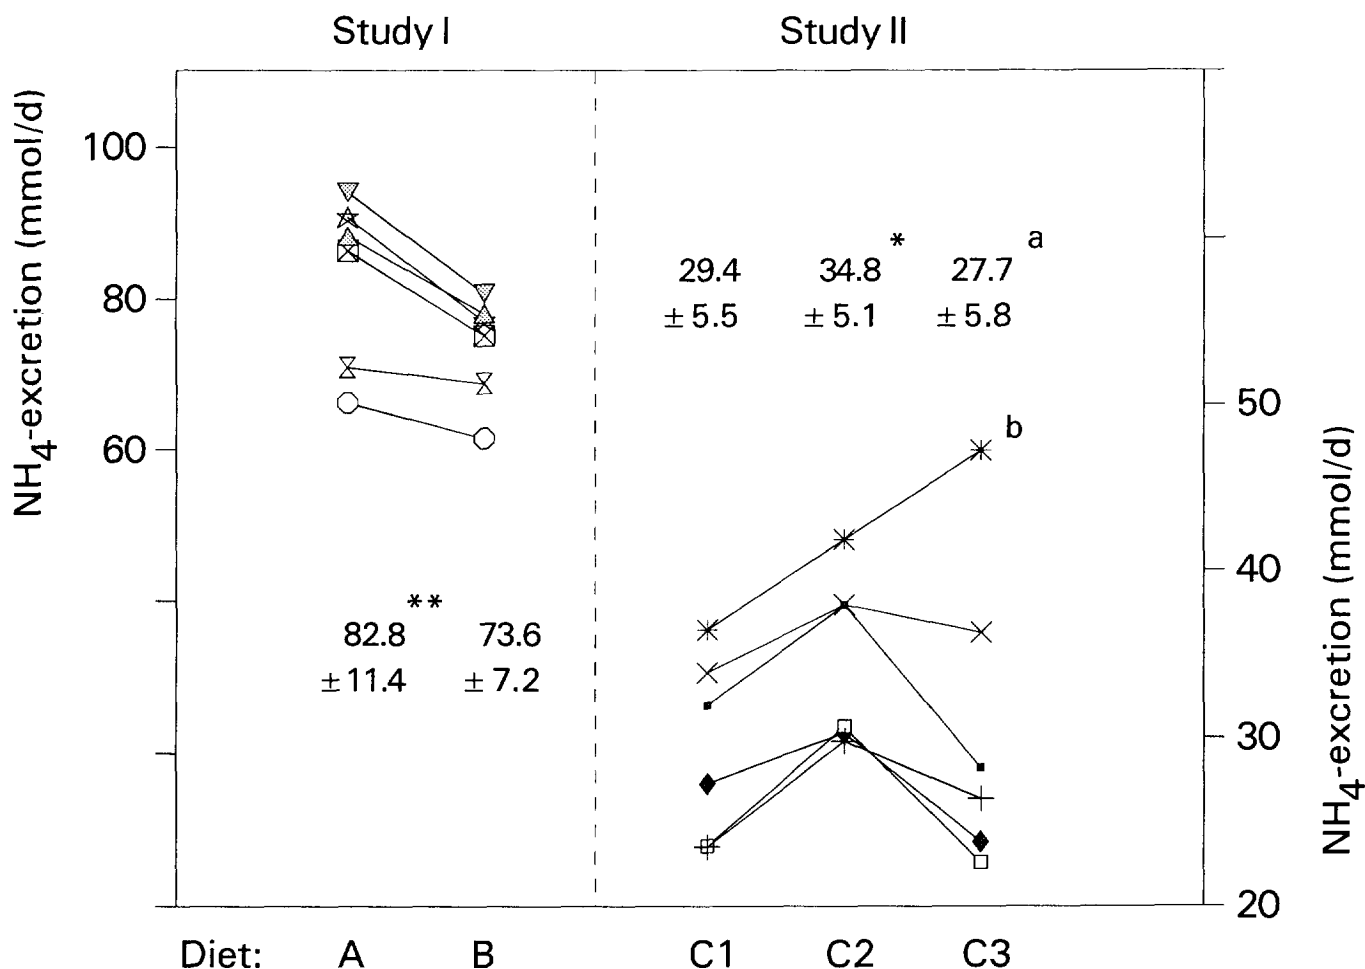 Study I
Study II
NH4-excretion (mmol/d)
100
80
60
**
82.8
73.6
± 11.4
± 7.2
*
a
29.4
34.8
27.7
± 5.5
± 5.1
± 5.8
b
50
40
30
20
NH4-excretion (mmol/d)
Diet: A B C1 C2 C3